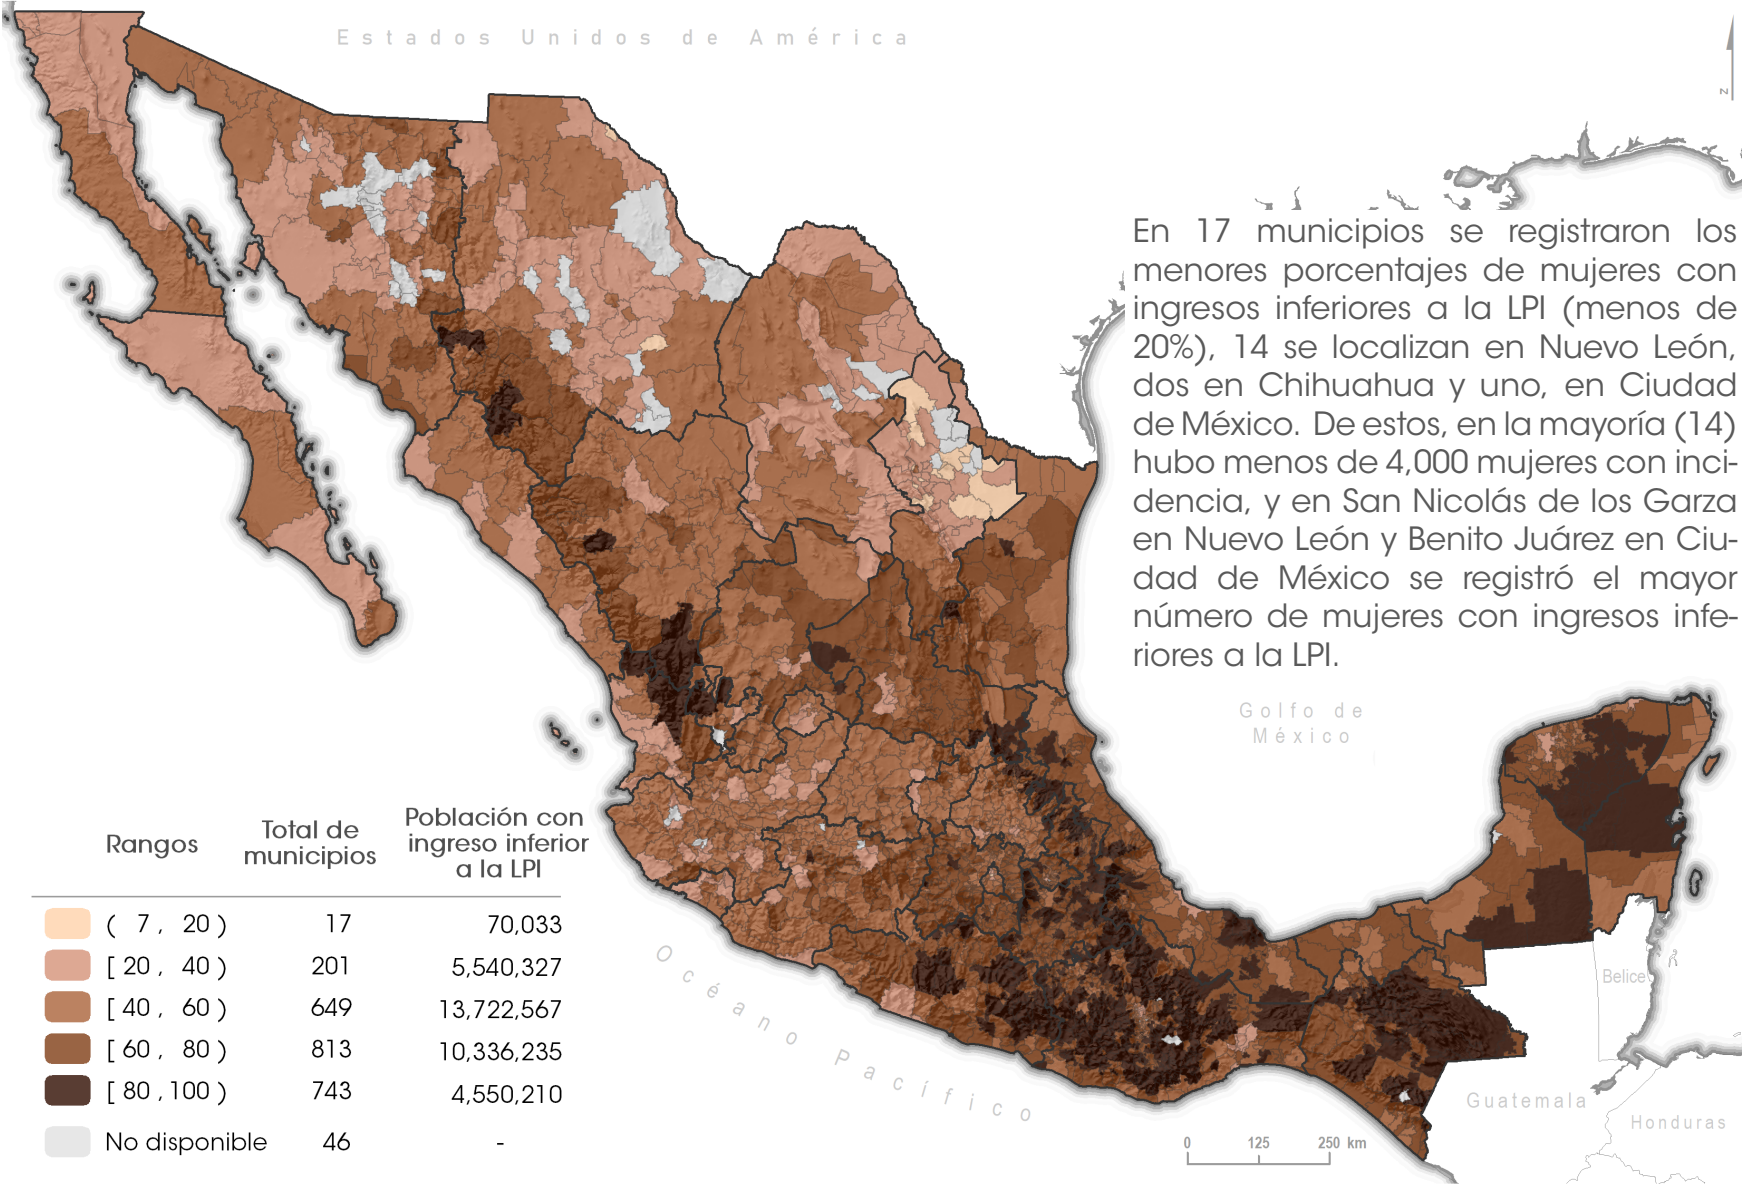 Estados Unidos de América
N
En 17 municipios se registraron los
menores porcentajes de mujeres con
ingresos inferiores a la LPI (menos de
20%), 14 se localizan en Nuevo León,
dos en Chihuahua y uno, en Ciudad
de México. De estos, en la mayoría (14)
hubo menos de 4,000 mujeres con inci-
dencia, y en San Nicolás de los Garza
en Nuevo León y Benito Juárez en Ciu-
dad de México se registró el mayor
número de mujeres con ingresos infe-
riores a la LPI.
Golfo de
México
Rangos Total de municipios Población con ingreso inferior a la LPI
( 7 , 20 ) 17 70,033
[ 20 , 40 ) 201 5,540,327
[ 40 , 60 ) 649 13,722,567
[ 60 , 80 ) 813 10,336,235
[ 80 , 100 ) 743 4,550,210
No disponible 46 -
Océano Pacífico
Belice
Guatemala
Honduras
0 125 250 km